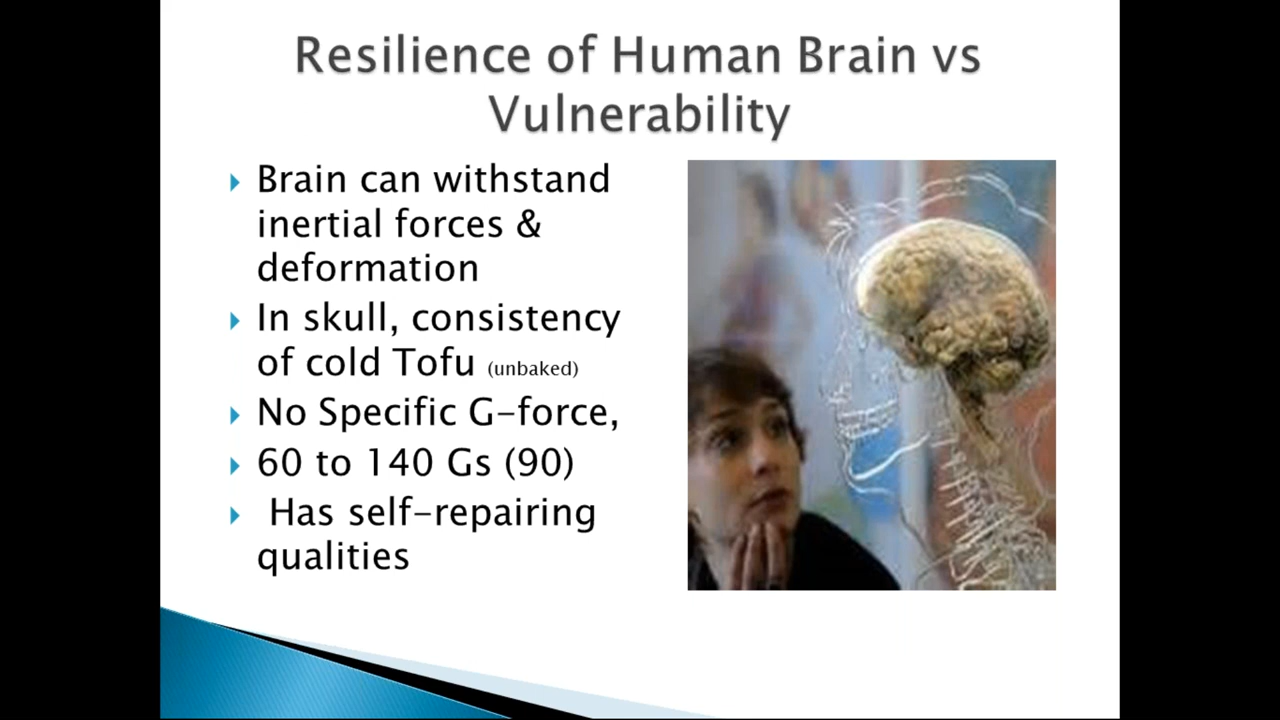 Resilience of Human Brain vs
Vulnerability
Brain can withstand
inertial forces &
deformation
In skull, consistency
of cold Tofu (unbaked)
No Specific G-force,
60 to 140 Gs (90)
Has self-repairing
qualities